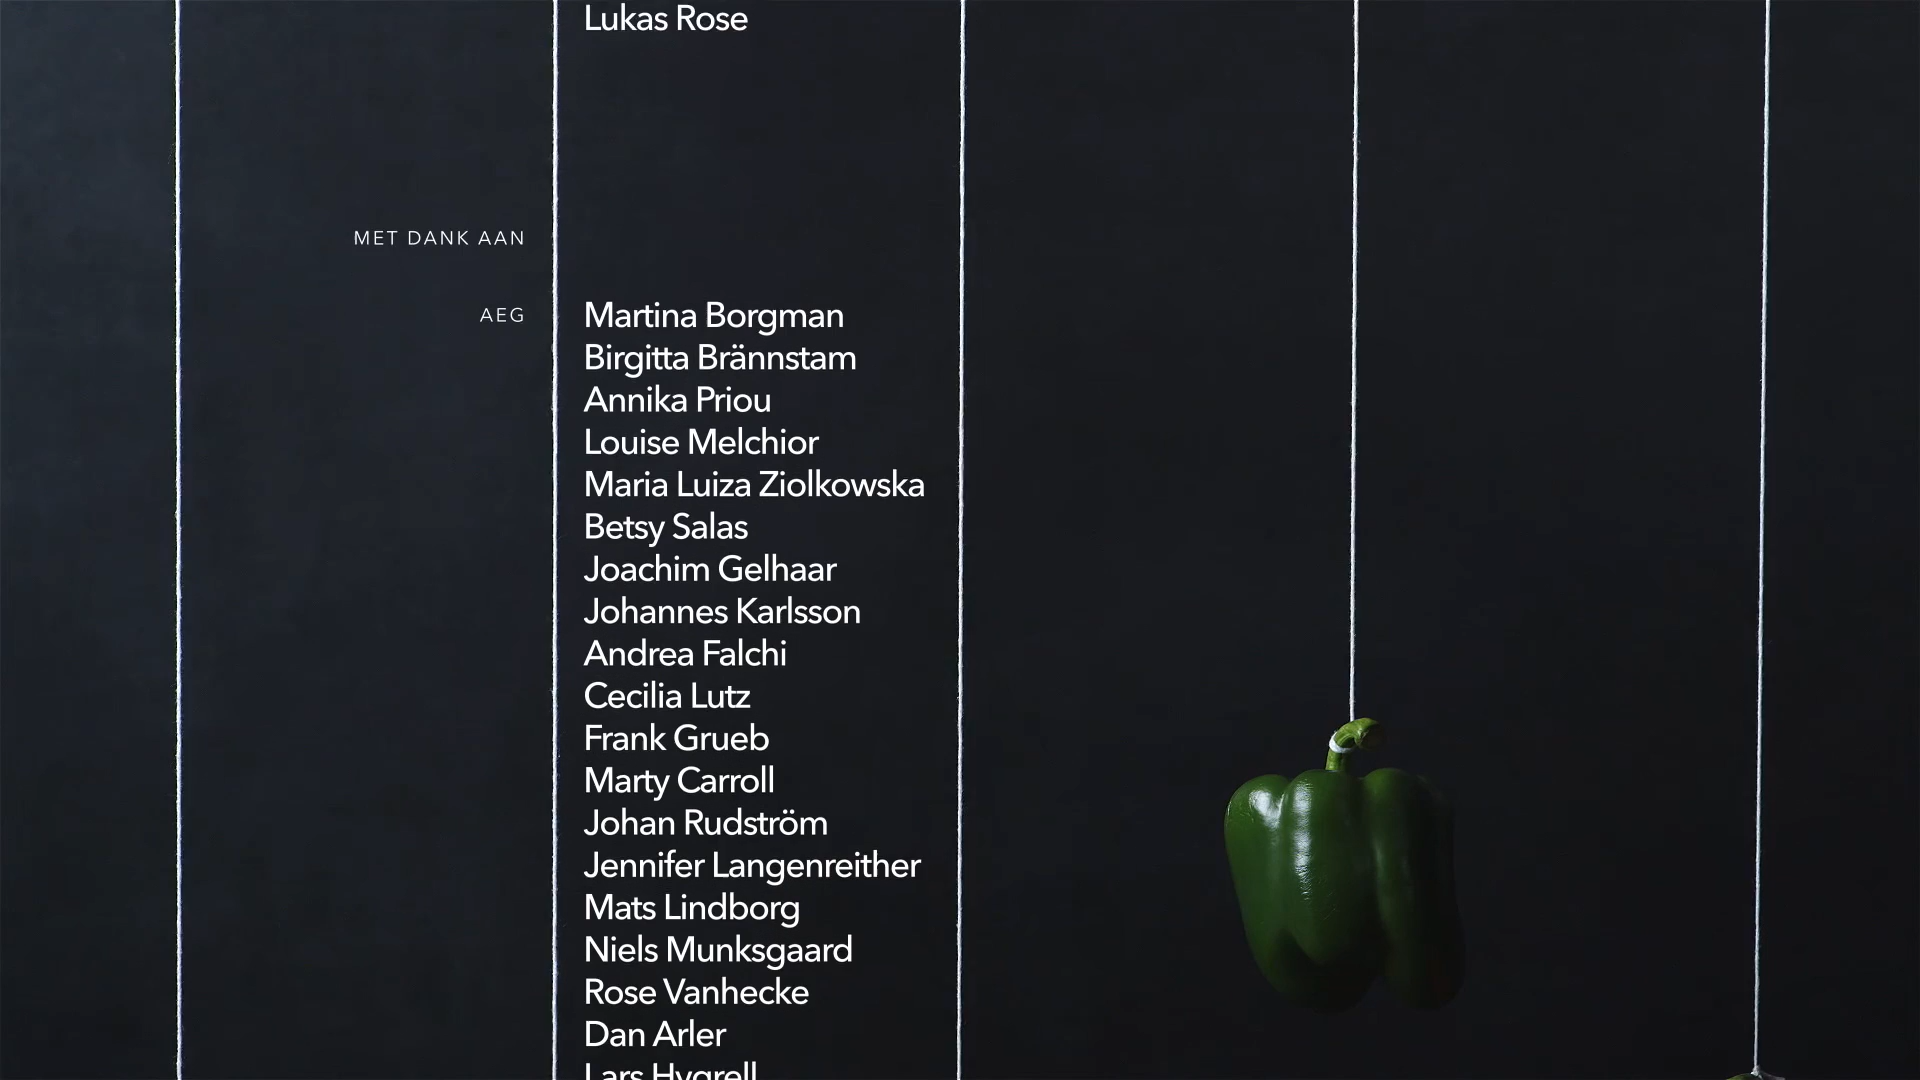 Lukas Rose
MET DANK AAN
AEG
Martina Borgman
Birgitta Brännstam
Annika Priou
Louise Melchior
Maria Luiza Ziolkowska
Betsy Salas
Joachim Gelhaar
Johannes Karlsson
Andrea Falchi
Cecilia Lutz
Frank Grueb
Marty Carroll
Johan Rudström
Jennifer Langenreither
Mats Lindborg
Niels Munksgaard
Rose Vanhecke
Dan Arler
Lars Hygrell